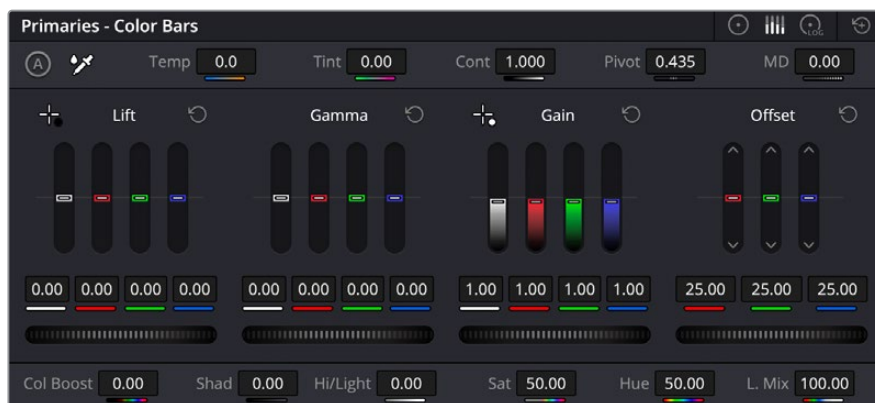 Primaries - Color Bars
LOG
A Temp 0.0 Tint 0.00 Cont 1.000 Pivot 0.435 MD 0.00
Lift Gamma Gain Offset
0.00 0.00 0.00 0.00 0.00 0.00 0.00 0.00 1.00 1.00 1.00 1.00 25.00 25.00 25.00
Col Boost 0.00 Shad 0.00 Hi/Light 0.00 Sat 50.00 Hue 50.00 L. Mix 100.00